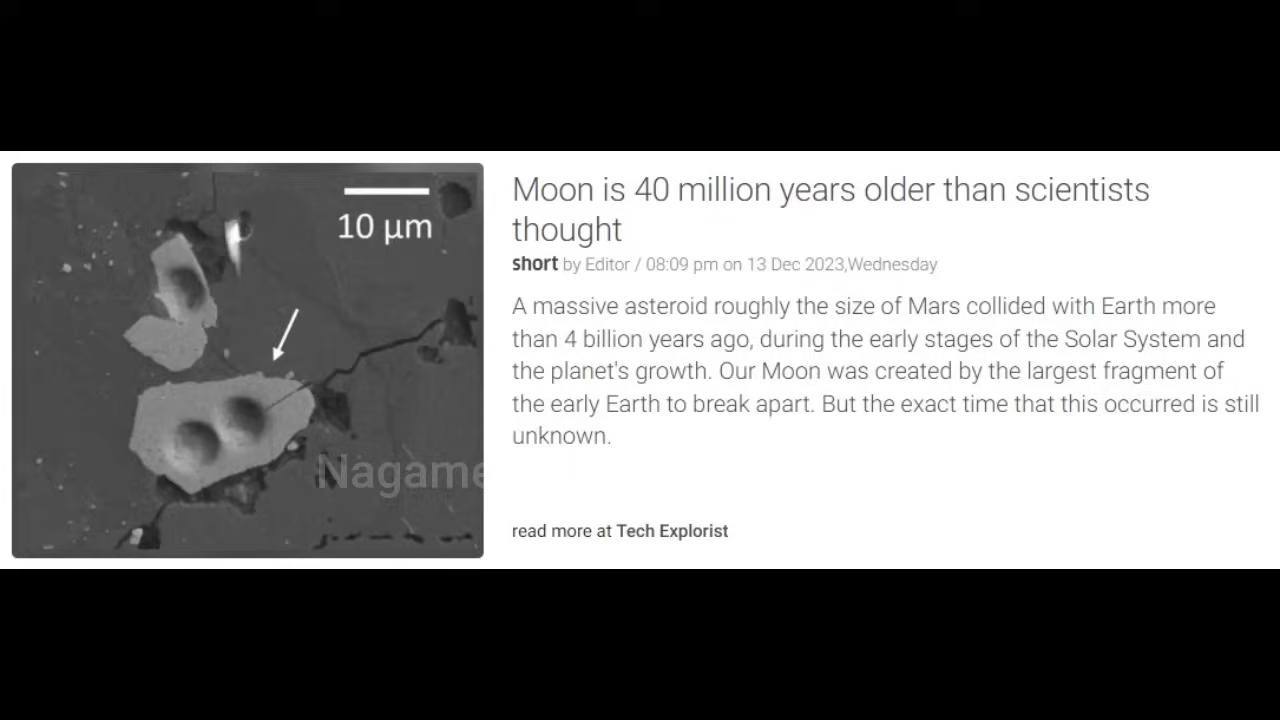 10 µm
Nagame
Moon is 40 million years older than scientists
thought
short by Editor / 08:09 pm on 13 Dec 2023,Wednesday
A massive asteroid roughly the size of Mars collided with Earth more
than 4 billion years ago, during the early stages of the Solar System and
the planet's growth. Our Moon was created by the largest fragment of
the early Earth to break apart. But the exact time that this occurred is still
unknown.
read more at Tech Explorist